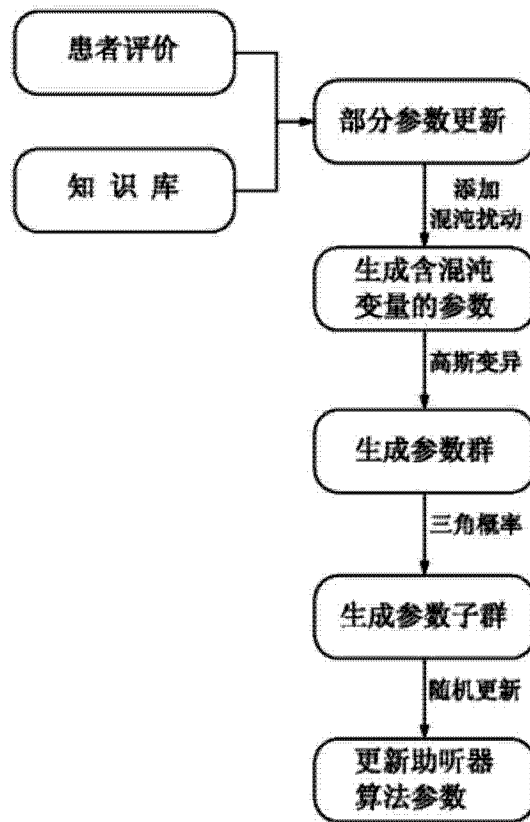 患者评价
知 识 库
部分参数更新
添加
混沌扰动
生成含混沌
变量的参数
高斯变异
生成参数群
三角概率
生成参数子群
随机更新
更新助听器
算法参数